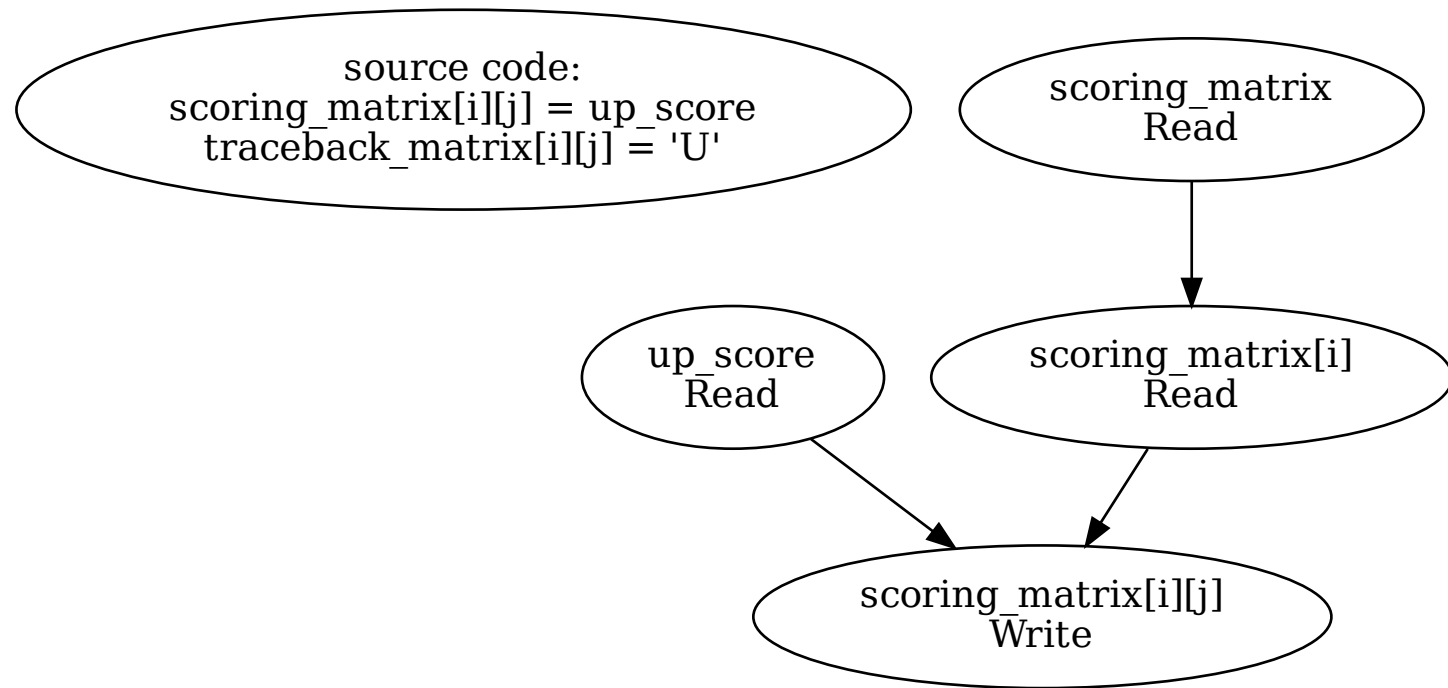 source code:
scoring_matrix[i][j] = up_score
traceback_matrix[i][j] = 'U'
scoring_matrix
Read
up_score
Read
scoring_matrix[i]
Read
scoring_matrix[i][j]
Write